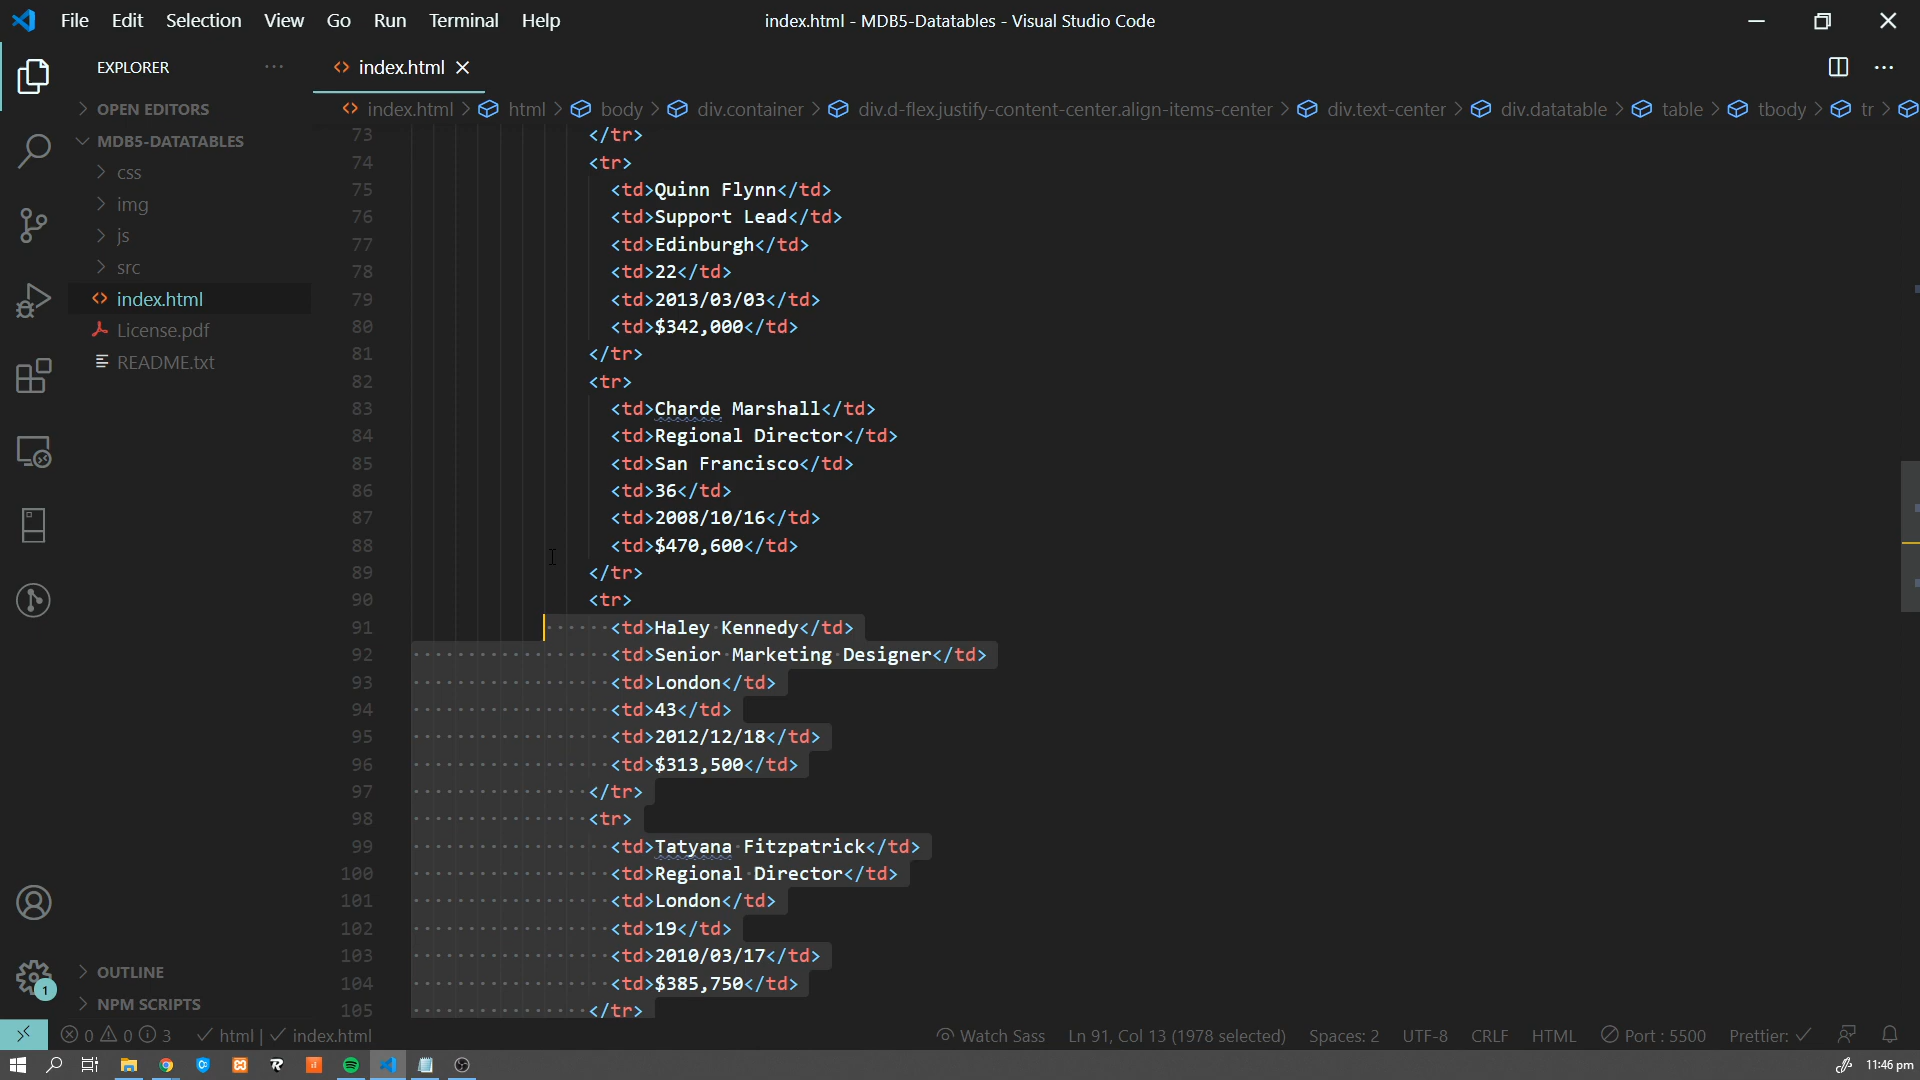 File Edit Selection View Go Run Terminal Help
index.html - MDB5-Datatables - Visual Studio Code
EXPLORER
index.html
OPEN EDITORS
index.html html body div.container div.d-flex.justify-content-center.align-items-center div.text-center div.datatable table tbody tr
MDB5-DATATABLES
css
img
js
src
index.html
License.pdf
README.txt
OUTLINE
NPM SCRIPTS
73 </tr>
74 <tr>
75 <td>Quinn Flynn</td>
76 <td>Support Lead</td>
77 <td>Edinburgh</td>
78 <td>22</td>
79 <td>2013/03/03</td>
80 <td>$342,000</td>
81 </tr>
82 <tr>
83 <td>Charde Marshall</td>
84 <td>Regional Director</td>
85 <td>San Francisco</td>
86 <td>36</td>
87 <td>2008/10/16</td>
88 <td>$470,600</td>
89 </tr>
90 <tr>
91 <td>Haley Kennedy</td>
92 <td>Senior Marketing Designer</td>
93 <td>London</td>
94 <td>43</td>
95 <td>2012/12/18</td>
96 <td>$313,500</td>
97 </tr>
98 <tr>
99 <td>Tatyana Fitzpatrick</td>
100 <td>Regional Director</td>
101 <td>London</td>
102 <td>19</td>
103 <td>2010/03/17</td>
104 <td>$385,750</td>
105 </tr>
1
0 0 3 html | index.html Watch Sass Ln 91, Col 13 (1978 selected) Spaces: 2 UTF-8 CRLF HTML Port : 5500 Prettier:
11:46 pm